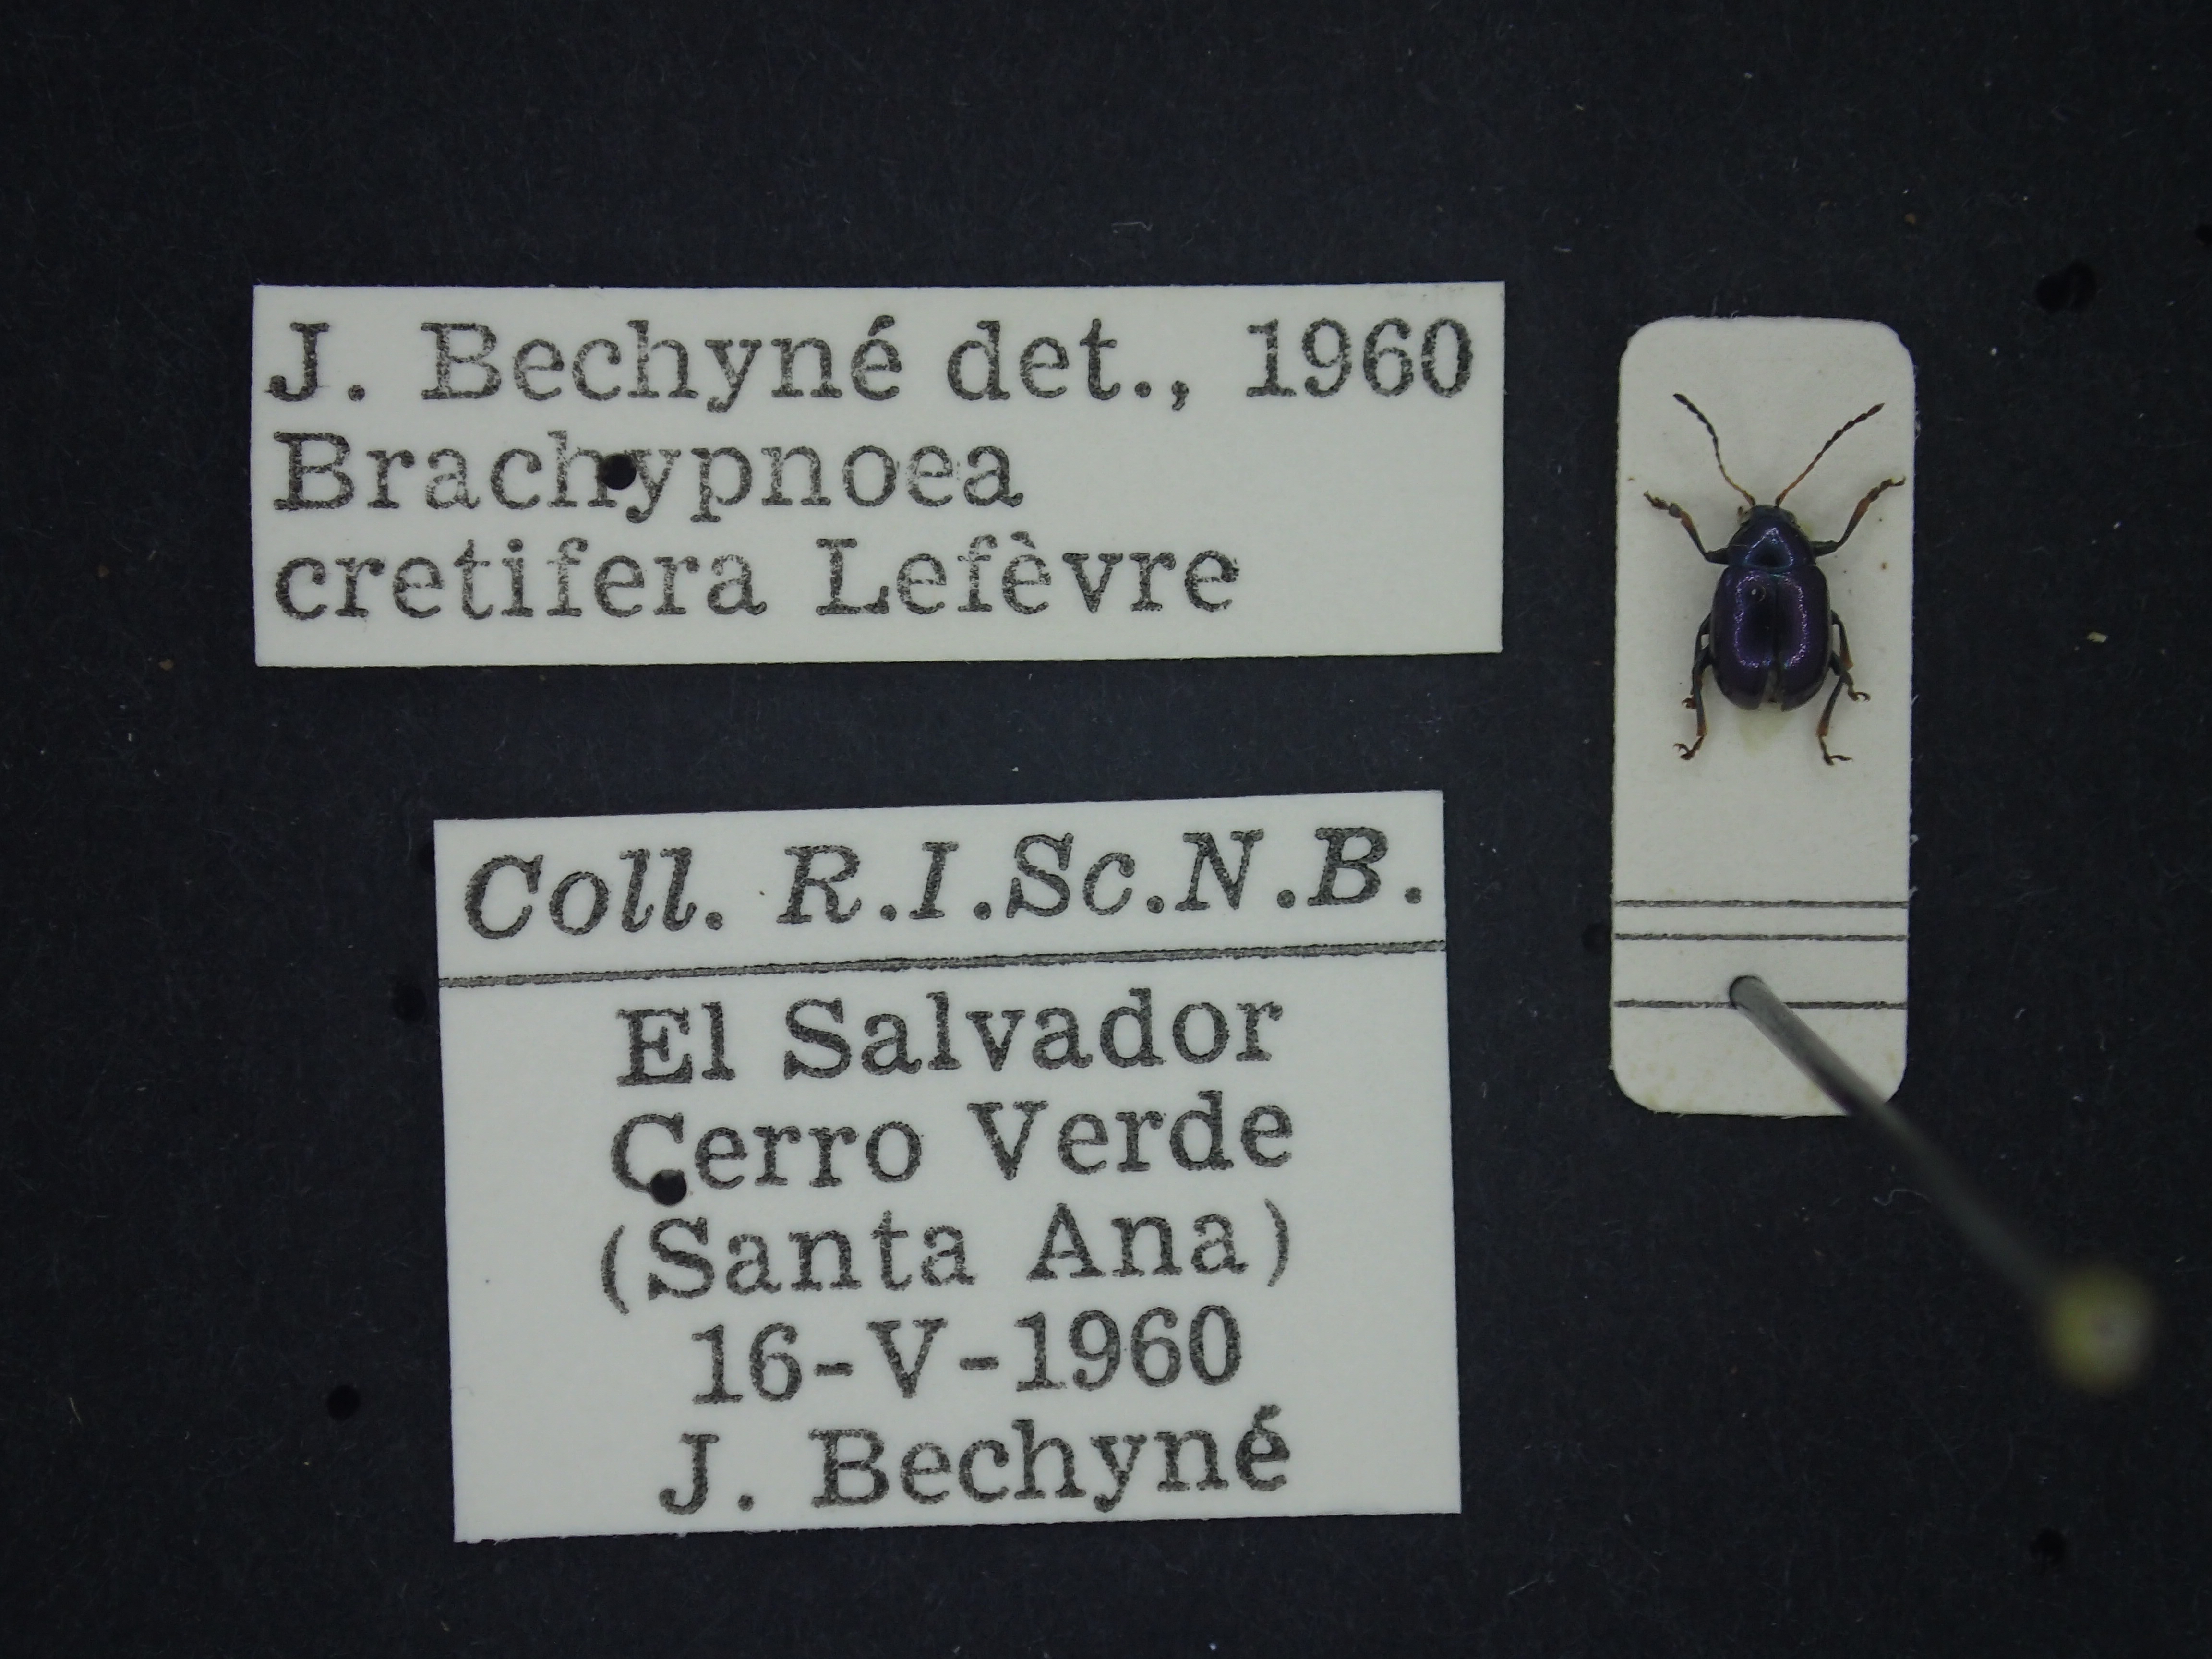 J. Bechyné det., 1960
Brachypnoea
cretifera Lefèvre
Coll. R.I.Sc.N.B.
El Salvador
Cerro Verde
(Santa Ana)
16-V-1960
J. Bechyné